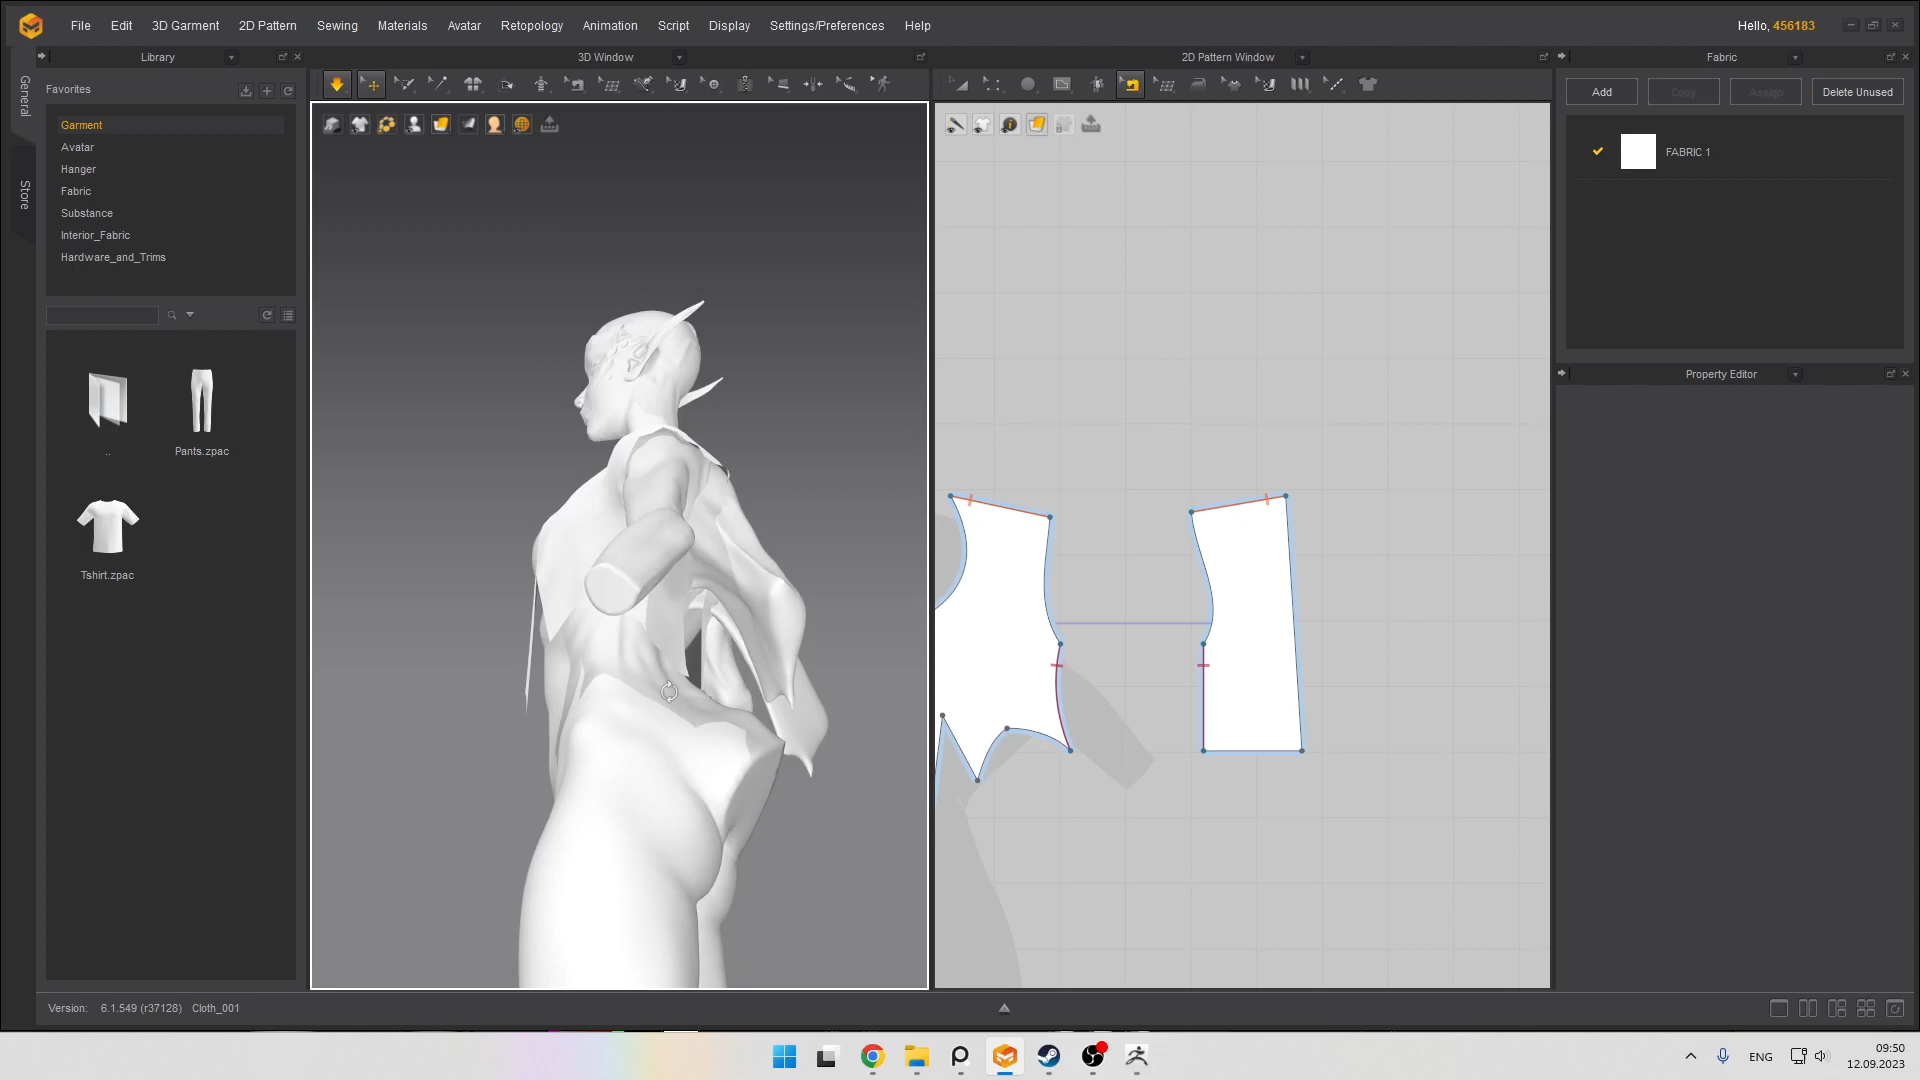 File Edit 3D Garment 2D Pattern Sewing Materials Avatar Retopology Animation Script Display Settings/Preferences Help Hello, 456183
Library 3D Window 2D Pattern Window Fabric
General
Store
Favorites
Garment
Avatar
Hanger
Fabric
Substance
Interior_Fabric
Hardware_and_Trims
..
Pants.zpac
Tshirt.zpac
Add Copy Assign Delete Unused
FABRIC 1
Property Editor
Version: 6.1.549 (r37128) Cloth_001
ENG
09:50
12.09.2023